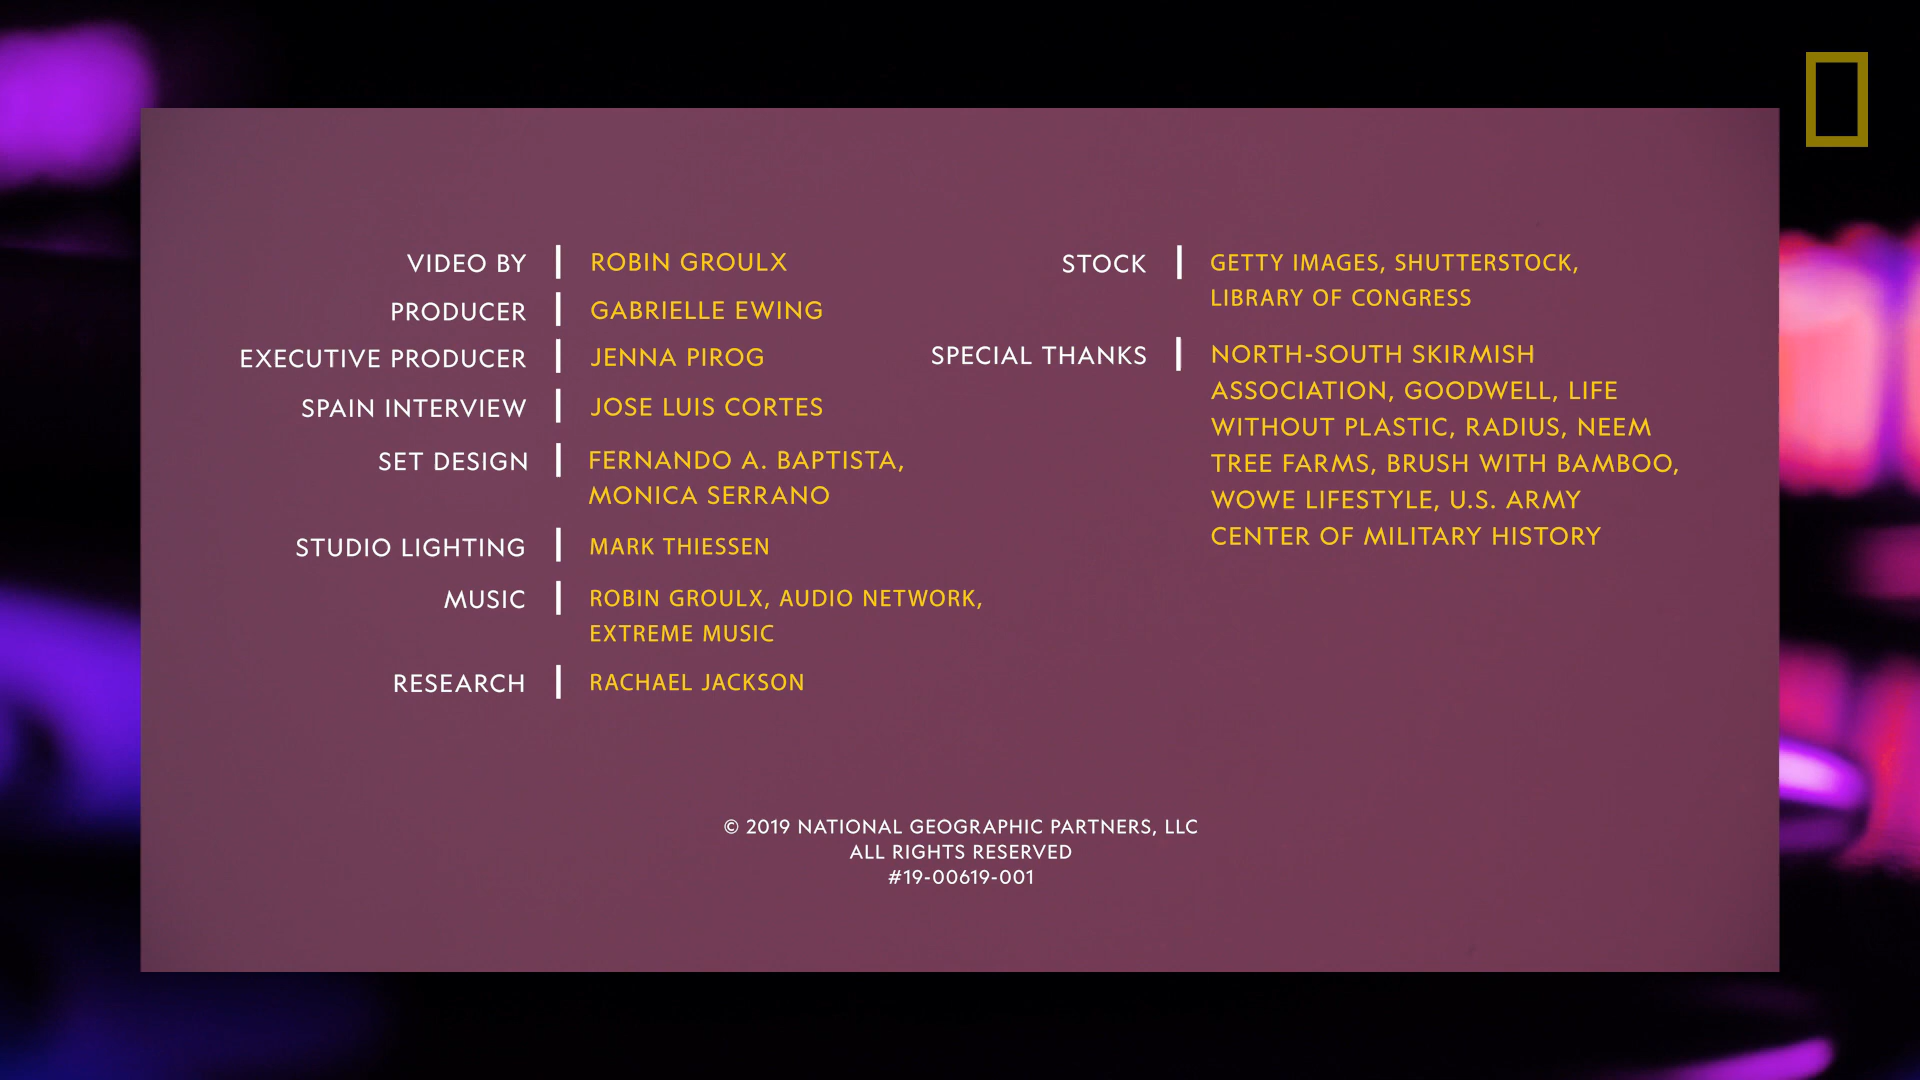 VIDEO BY | ROBIN GROULX
PRODUCER | GABRIELLE EWING
EXECUTIVE PRODUCER | JENNA PIROG
SPAIN INTERVIEW | JOSE LUIS CORTES
SET DESIGN | FERNANDO A. BAPTISTA,
MONICA SERRANO
STUDIO LIGHTING | MARK THIESSEN
MUSIC | ROBIN GROULX, AUDIO NETWORK,
EXTREME MUSIC
RESEARCH | RACHAEL JACKSON
STOCK | GETTY IMAGES, SHUTTERSTOCK,
LIBRARY OF CONGRESS
SPECIAL THANKS | NORTH-SOUTH SKIRMISH
ASSOCIATION, GOODWELL, LIFE
WITHOUT PLASTIC, RADIUS, NEEM
TREE FARMS, BRUSH WITH BAMBOO,
WOWE LIFESTYLE, U.S. ARMY
CENTER OF MILITARY HISTORY
© 2019 NATIONAL GEOGRAPHIC PARTNERS, LLC
ALL RIGHTS RESERVED
#19-00619-001